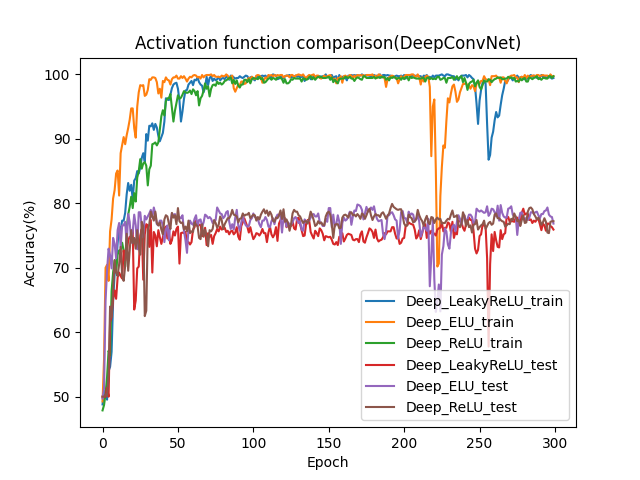 Activation function comparison(DeepConvNet)
Accuracy(%)
100
90
80
70
60
50
0
50
100
150
200
250
300
Epoch
Deep_LeakyReLU_train
Deep_ELU_train
Deep_ReLU_train
Deep_LeakyReLU_test
Deep_ELU_test
Deep_ReLU_test